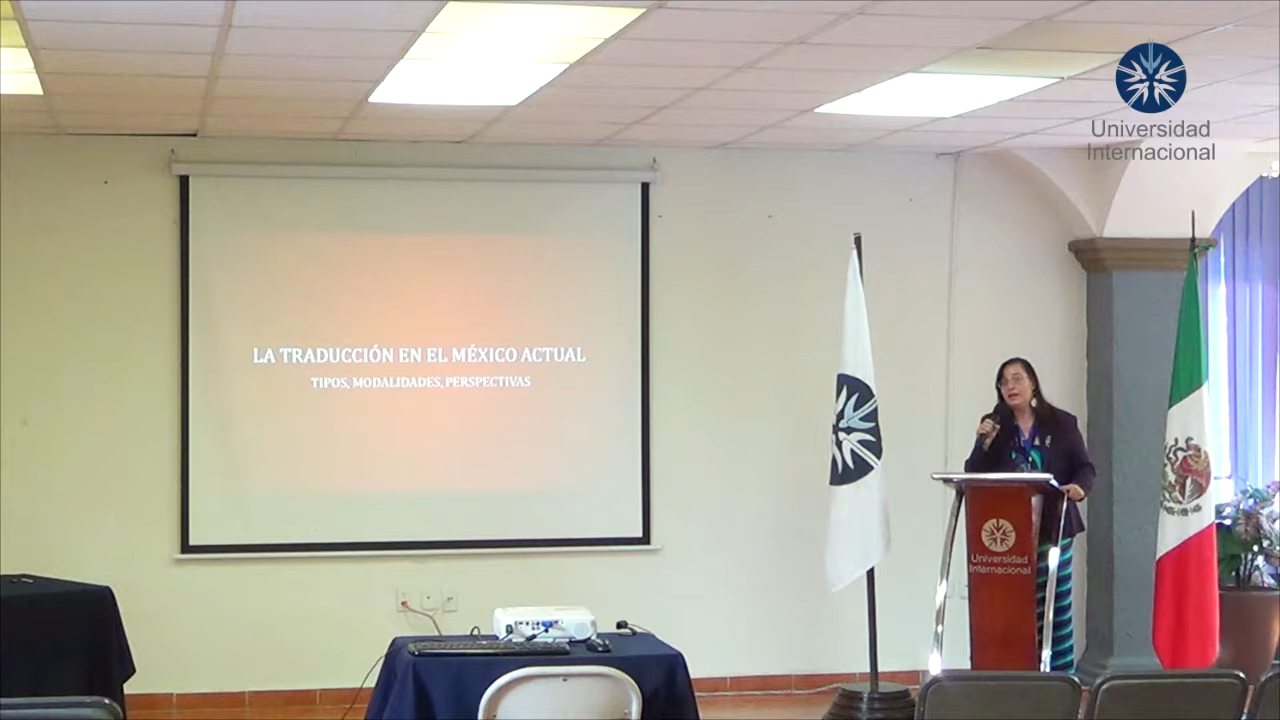 Universidad
Internacional
LA TRADUCCIÓN EN EL MÉXICO ACTUAL
TIPOS, MODALIDADES, PERSPECTIVAS
Universidad
Internacional